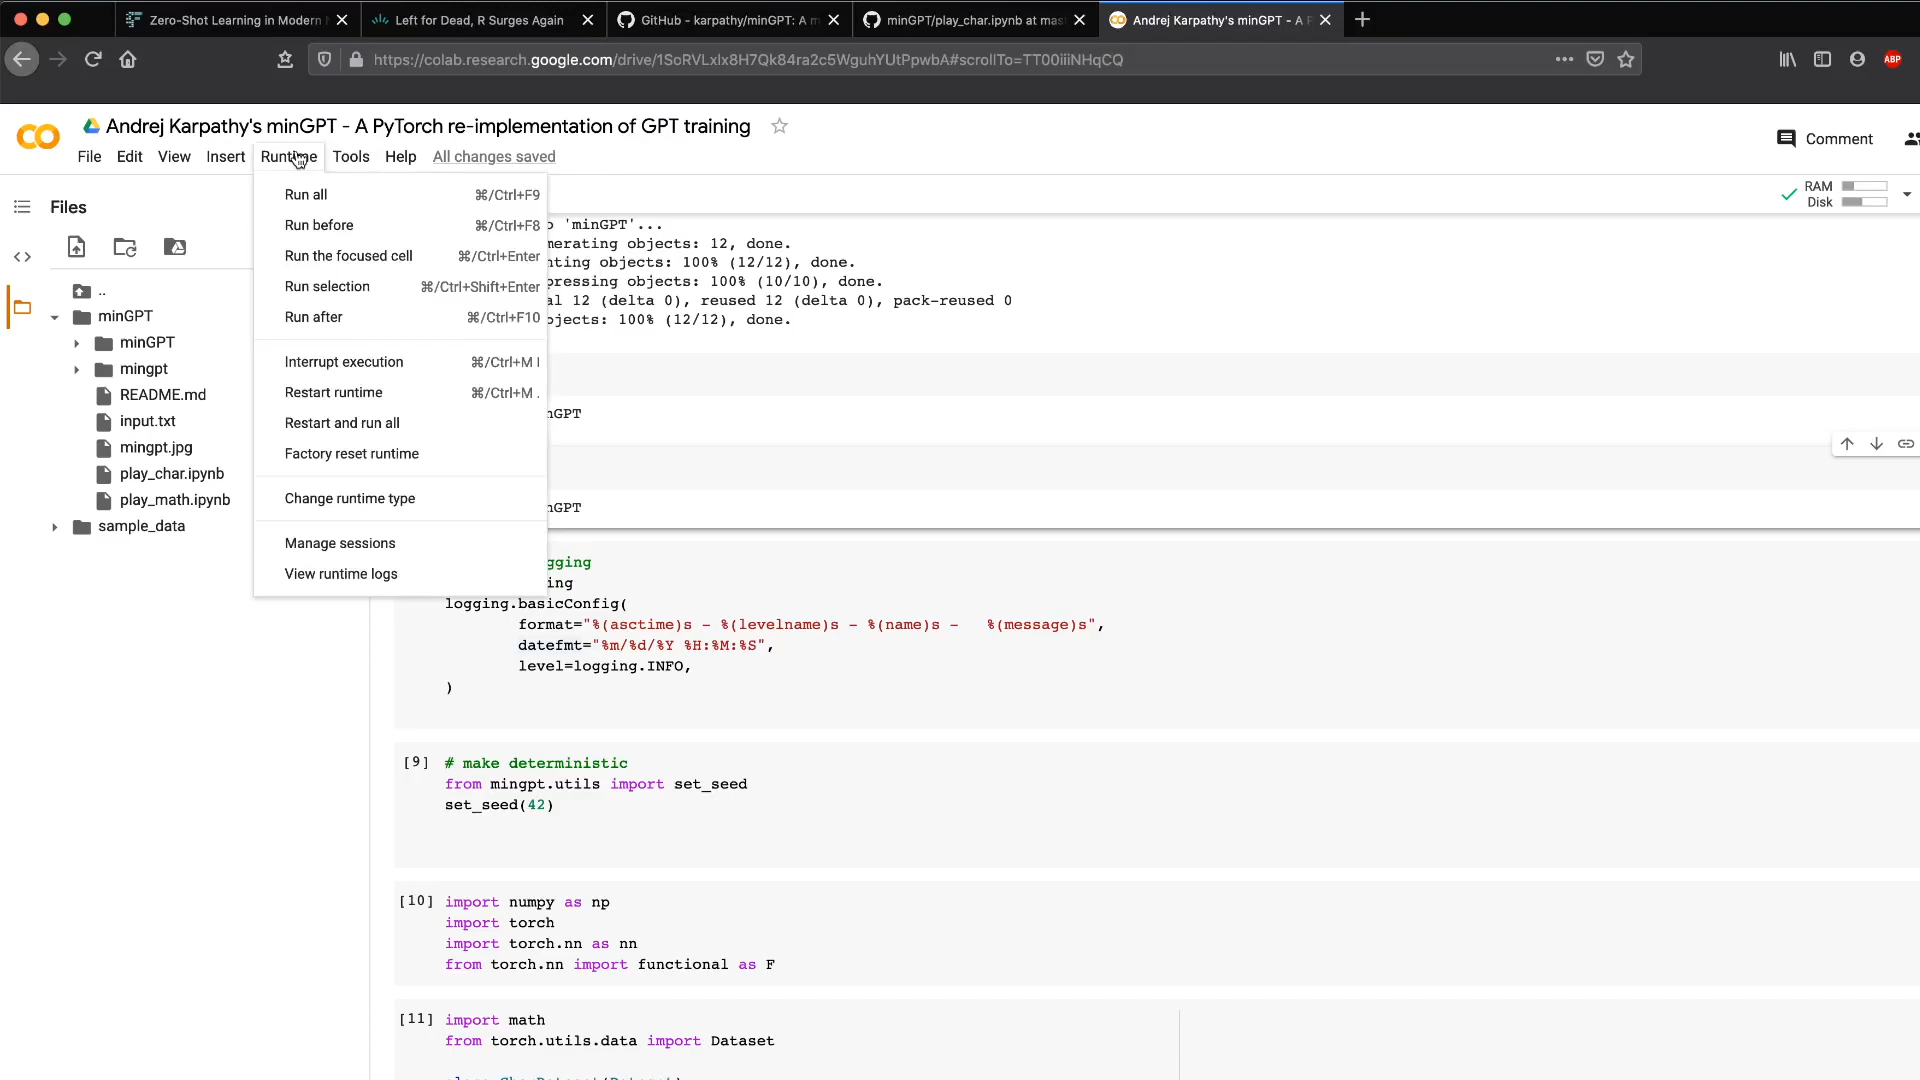 Zero-Shot Learning in Modern
Left for Dead, R Surges Again
GitHub - karpathy/minGPT: A m
minGPT/play_char.ipynb at mas
Andrej Karpathy's minGPT - A P
https://colab.research.google.com/drive/1SoRVLxlx8H7Qk84ra2c5WguhYUtPpwbA#scrollTo=TT00iiiNHqCQ
ABP
Andrej Karpathy's minGPT - A PyTorch re-implementation of GPT training
Comment
File Edit View Insert Runtime Tools Help All changes saved
RAM
Disk
Files
..
minGPT
minGPT
mingpt
README.md
input.txt
mingpt.jpg
play_char.ipynb
play_math.ipynb
sample_data
Run all ⌘/Ctrl+F9
Run before ⌘/Ctrl+F8
Run the focused cell ⌘/Ctrl+Enter
Run selection ⌘/Ctrl+Shift+Enter
Run after ⌘/Ctrl+F10
Interrupt execution ⌘/Ctrl+M I
Restart runtime ⌘/Ctrl+M .
Restart and run all
Factory reset runtime
Change runtime type
Manage sessions
View runtime logs
o 'minGPT'...
merating objects: 12, done.
nting objects: 100% (12/12), done.
pressing objects: 100% (10/10), done.
al 12 (delta 0), reused 12 (delta 0), pack-reused 0
bjects: 100% (12/12), done.
nGPT
nGPT
gging
ing
logging.basicConfig(
format="%(asctime)s - %(levelname)s - %(name)s -   %(message)s",
datefmt="%m/%d/%Y %H:%M:%S",
level=logging.INFO,
)
[9] # make deterministic
from mingpt.utils import set_seed
set_seed(42)
[10] import numpy as np
import torch
import torch.nn as nn
from torch.nn import functional as F
[11] import math
from torch.utils.data import Dataset